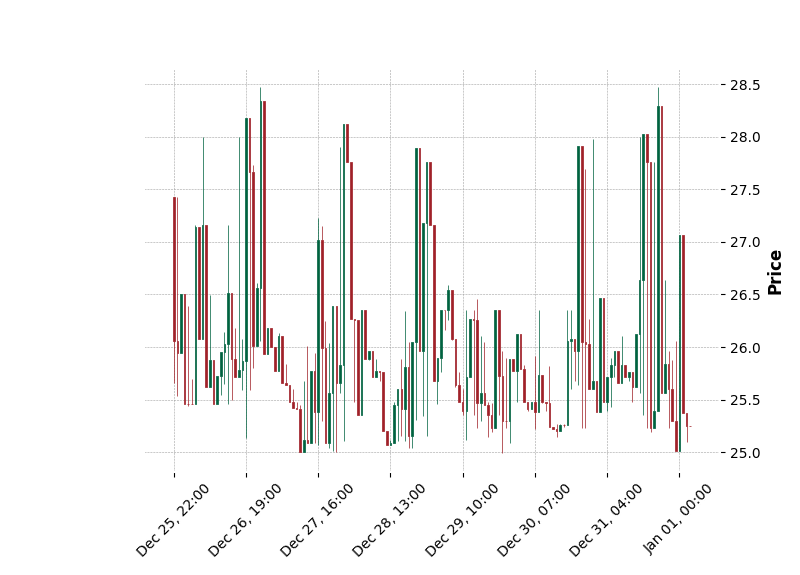 28.5
28.0
27.5
27.0
26.5
26.0
25.5
25.0
Price
Dec 25, 22:00
Dec 26, 19:00
Dec 27, 16:00
Dec 28, 13:00
Dec 29, 10:00
Dec 30, 07:00
Dec 31, 04:00
Jan 01, 00:00